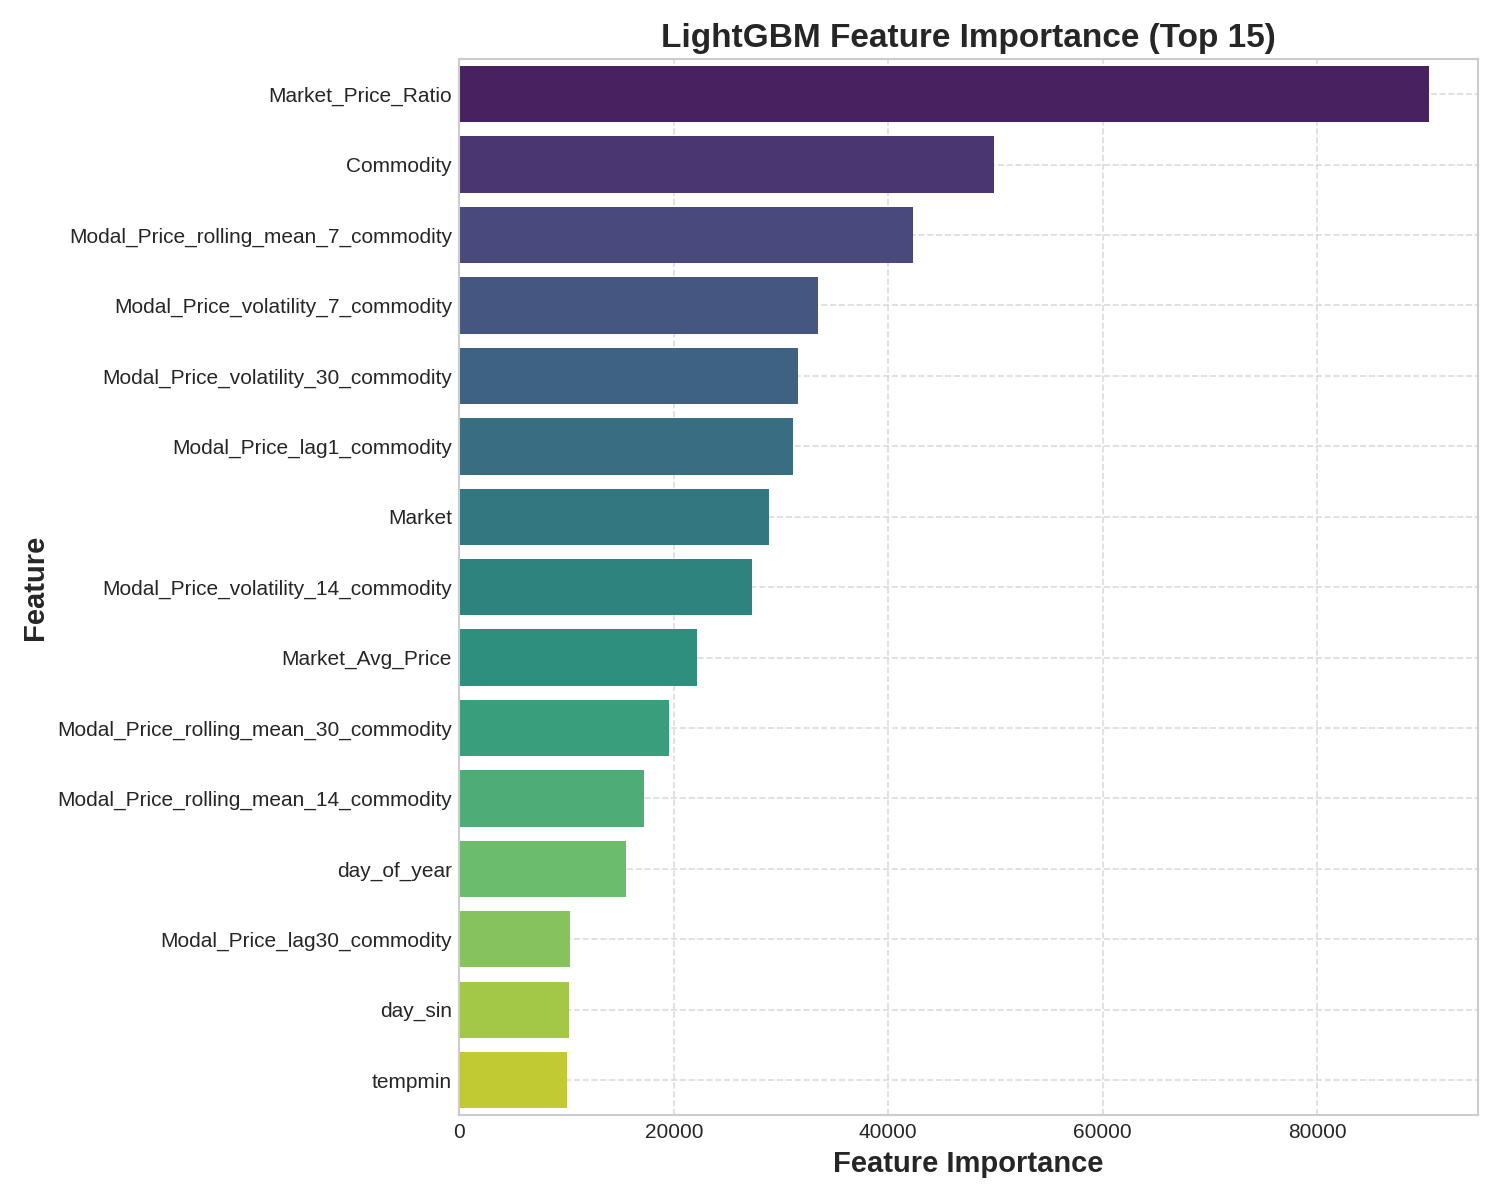 LightGBM Feature Importance (Top 15)
Feature
Market_Price_Ratio
Commodity
Modal_Price_rolling_mean_7_commodity
Modal_Price_volatility_7_commodity
Modal_Price_volatility_30_commodity
Modal_Price_lag1_commodity
Market
Modal_Price_volatility_14_commodity
Market_Avg_Price
Modal_Price_rolling_mean_30_commodity
Modal_Price_rolling_mean_14_commodity
day_of_year
Modal_Price_lag30_commodity
day_sin
tempmin
0 20000 40000 60000 80000
Feature Importance